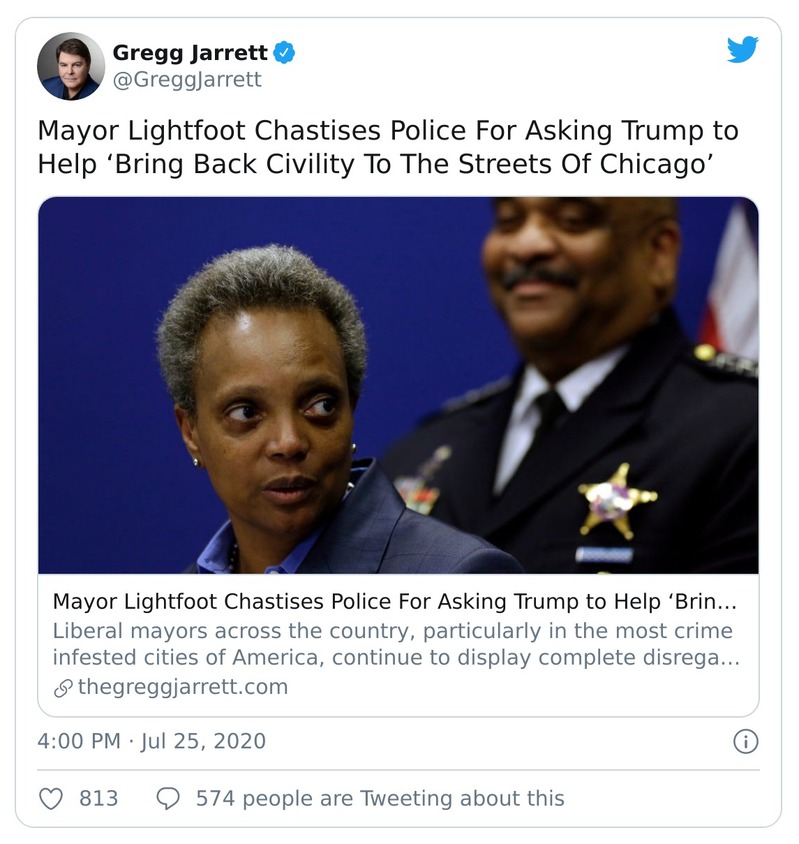 Gregg Jarrett
@GreggJarrett
Mayor Lightfoot Chastises Police For Asking Trump to
Help ‘Bring Back Civility To The Streets Of Chicago’
Mayor Lightfoot Chastises Police For Asking Trump to Help ‘Brin…
Liberal mayors across the country, particularly in the most crime
infested cities of America, continue to display complete disrega…
thegreggjarrett.com
4:00 PM · Jul 25, 2020
813 574 people are Tweeting about this